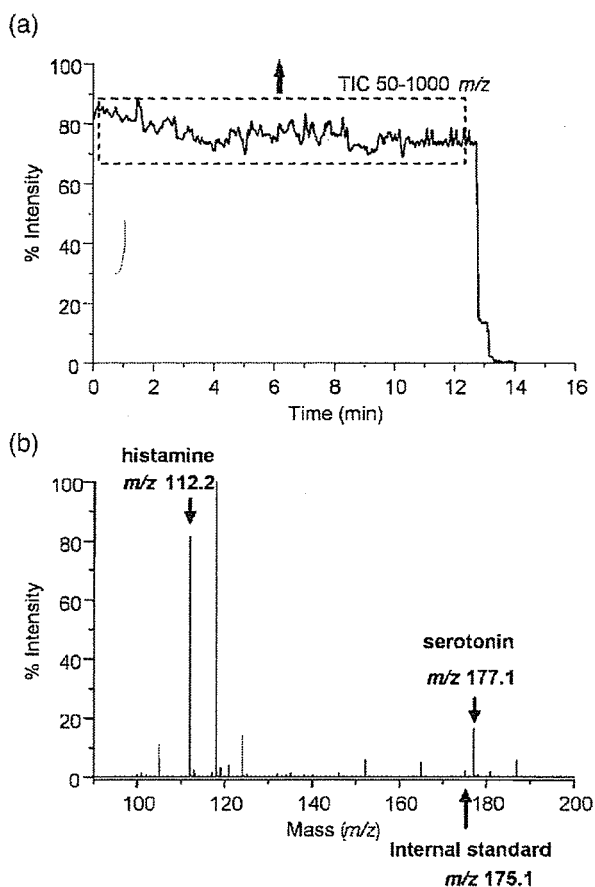 (a)
TIC 50-1000 m/z
100
80
60
40
20
0
% Intensity
0 2 4 6 8 10 12 14 16
Time (min)
(b)
histamine
m/z 112.2
100
80
60
40
20
0
% Intensity
serotonin
m/z 177.1
100 120 140 160 180 200
Mass (m/z)
Internal standard
m/z 175.1